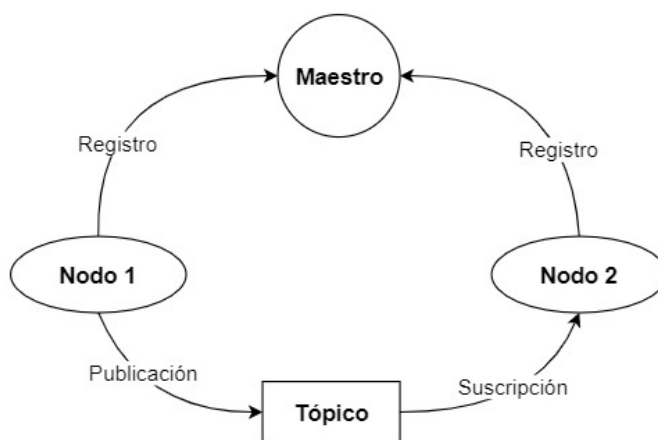 Maestro
Registro
Registro
Nodo 1
Nodo 2
Publicación
Suscripción
Tópico